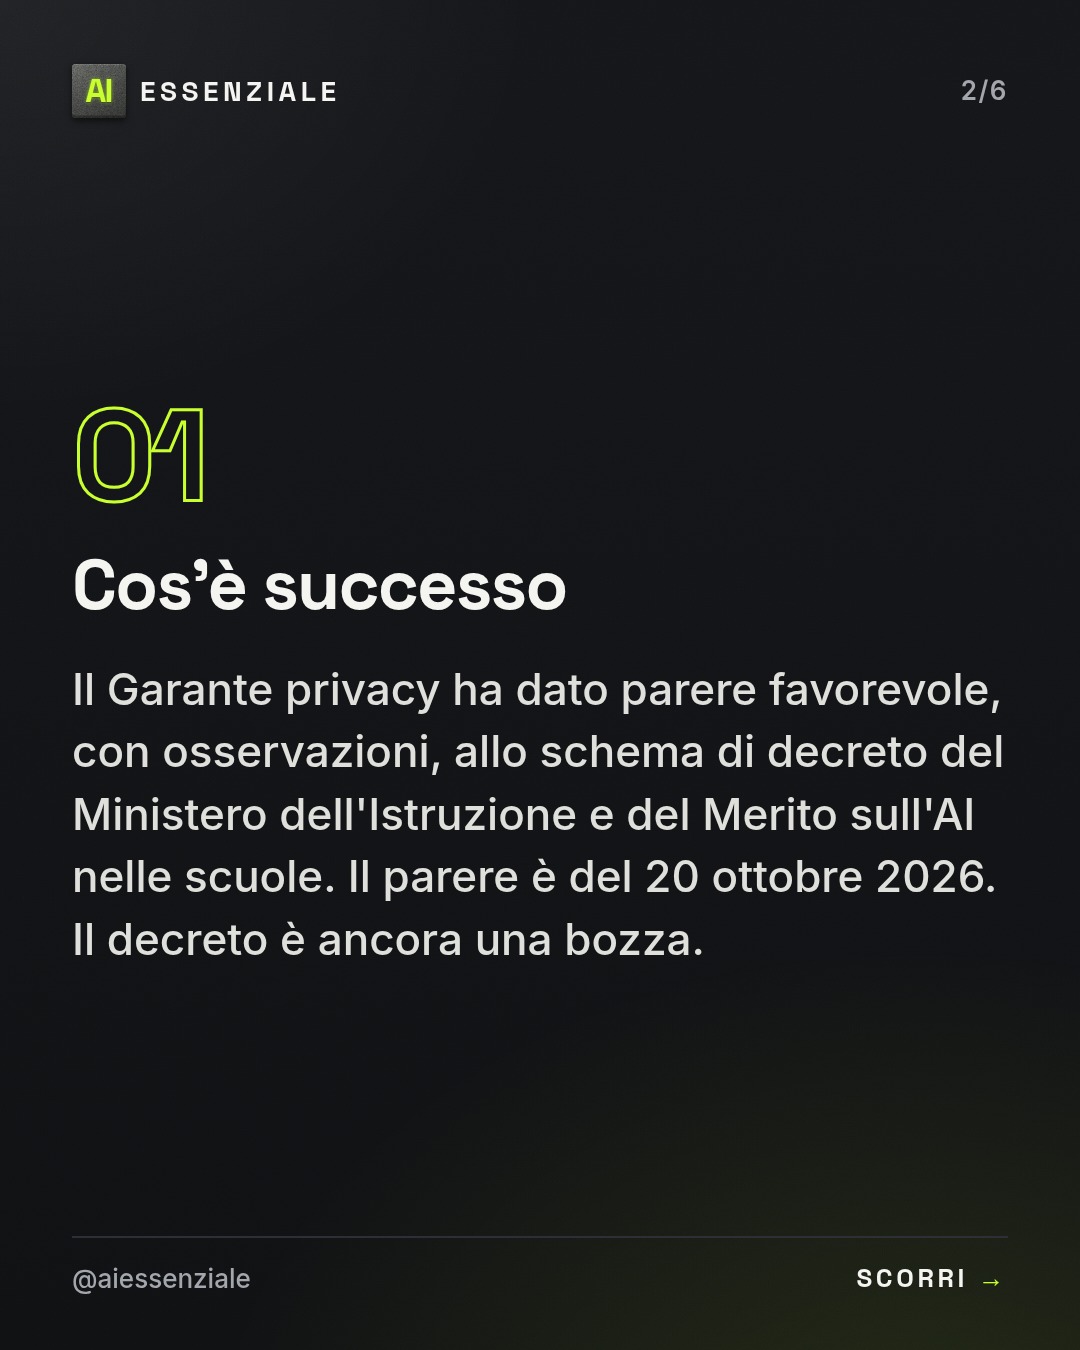 AI ESSENZIALE
2/6
01
Cos’è successo
Il Garante privacy ha dato parere favorevole,
con osservazioni, allo schema di decreto del
Ministero dell'Istruzione e del Merito sull'AI
nelle scuole. Il parere è del 20 ottobre 2026.
Il decreto è ancora una bozza.
@aiessenziale
SCORRI →